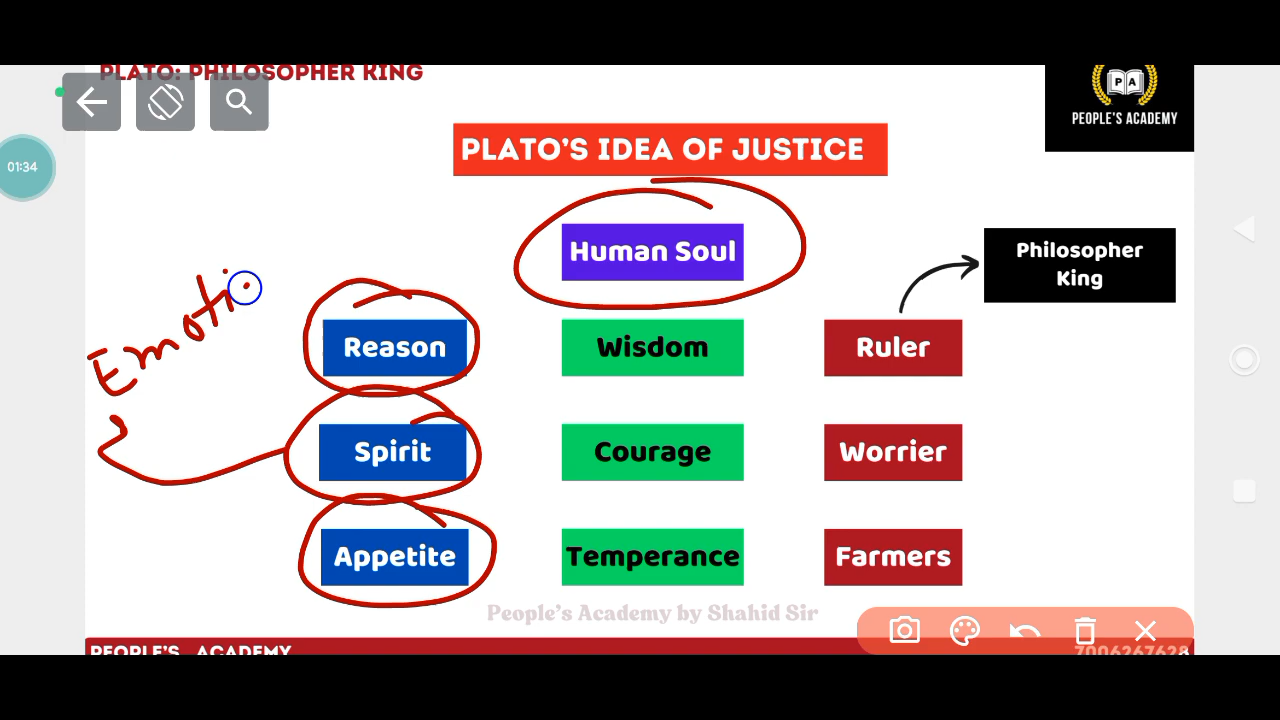 PLATO: PHILOSOPHER KING
P A
PEOPLE'S ACADEMY
01:34
PLATO'S IDEA OF JUSTICE
Human Soul
Philosopher
King
Emoti
Reason Wisdom Ruler
Spirit Courage Worrier
Appetite Temperance Farmers
People's Academy by Shahid Sir
PEOPLE'S ACADEMY
7006267628